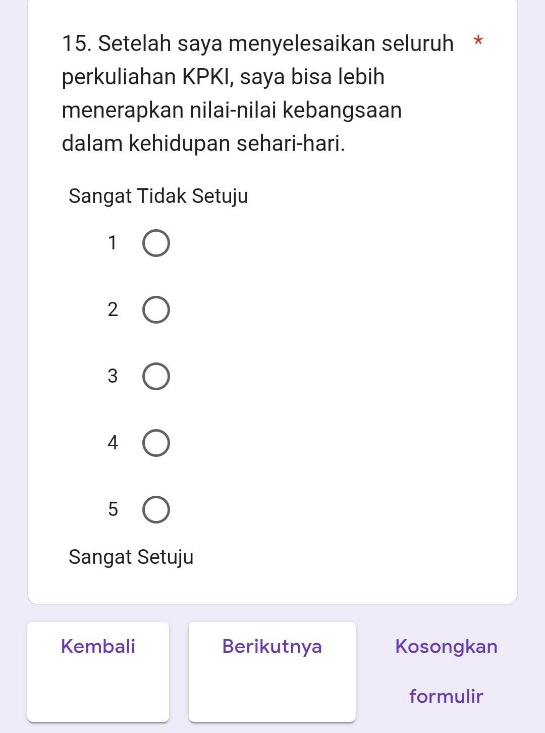 15. Setelah saya menyelesaikan seluruh *
perkuliahan KPKI, saya bisa lebih
menerapkan nilai-nilai kebangsaan
dalam kehidupan sehari-hari.
Sangat Tidak Setuju
1
2
3
4
5
Sangat Setuju
Kembali
Berikutnya
Kosongkan
formulir